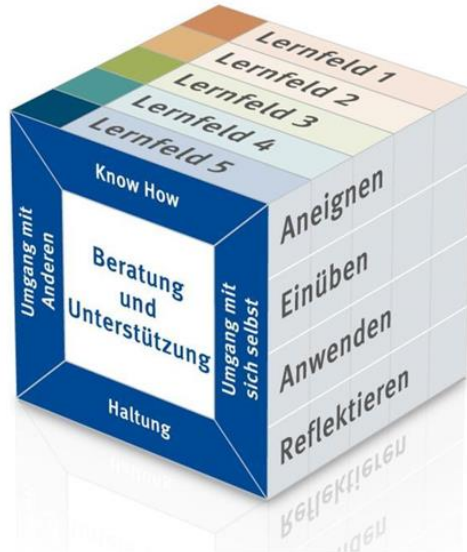 Lernfeld 1
Lernfeld 2
Lernfeld 3
Lernfeld 4
Lernfeld 5
Know How
Umgang mit
Anderen
Beratung
und
Unterstützung
Umgang mit
sich selbst
Haltung
Aneignen
Einüben
Anwenden
Reflektieren